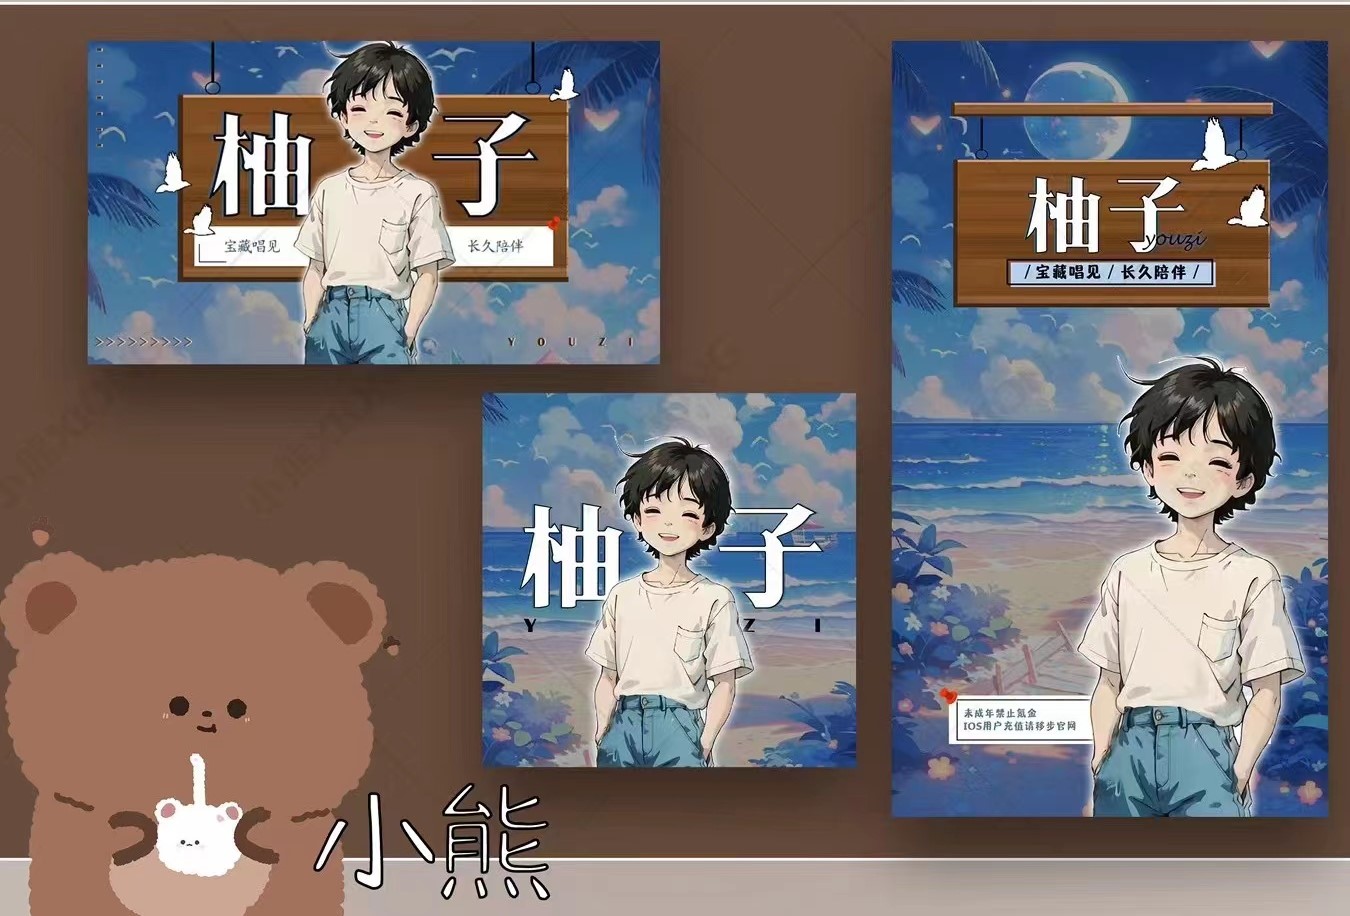 柚子
宝藏唱见 长久陪伴
>>>>>>>>>
YOUZI
柚子
youzi
/ 宝藏唱见 / 长久陪伴 /
柚子
Y ZI
未成年禁止氪金
IOS用户充值请移步官网
小熊